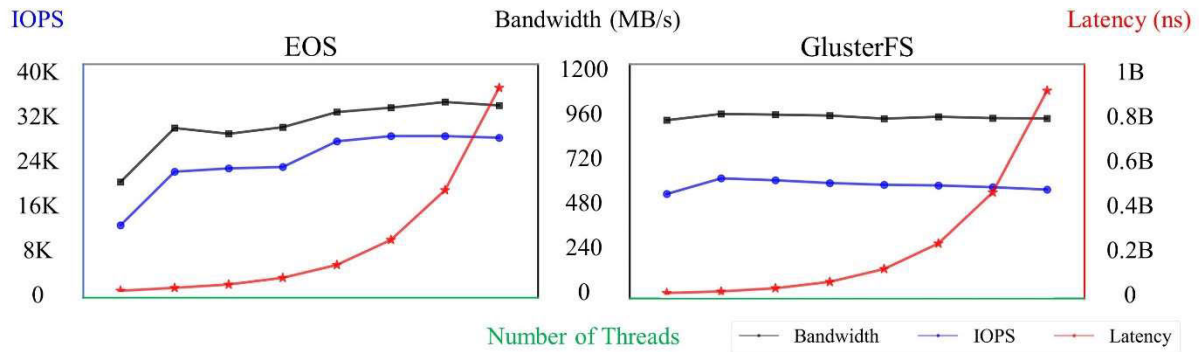 IOPS Bandwidth (MB/s) Latency (ns)
EOS GlusterFS
40K 1200 1B
32K 960 0.8B
24K 720 0.6B
16K 480 0.4B
8K 240 0.2B
0 0 0
Number of Threads Bandwidth IOPS Latency